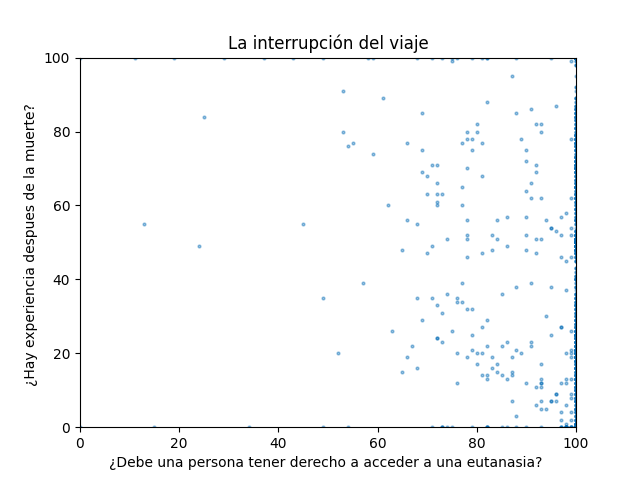 La interrupción del viaje
¿Hay experiencia despues de la muerte?
100
80
60
40
20
0
0 20 40 60 80 100
¿Debe una persona tener derecho a acceder a una eutanasia?